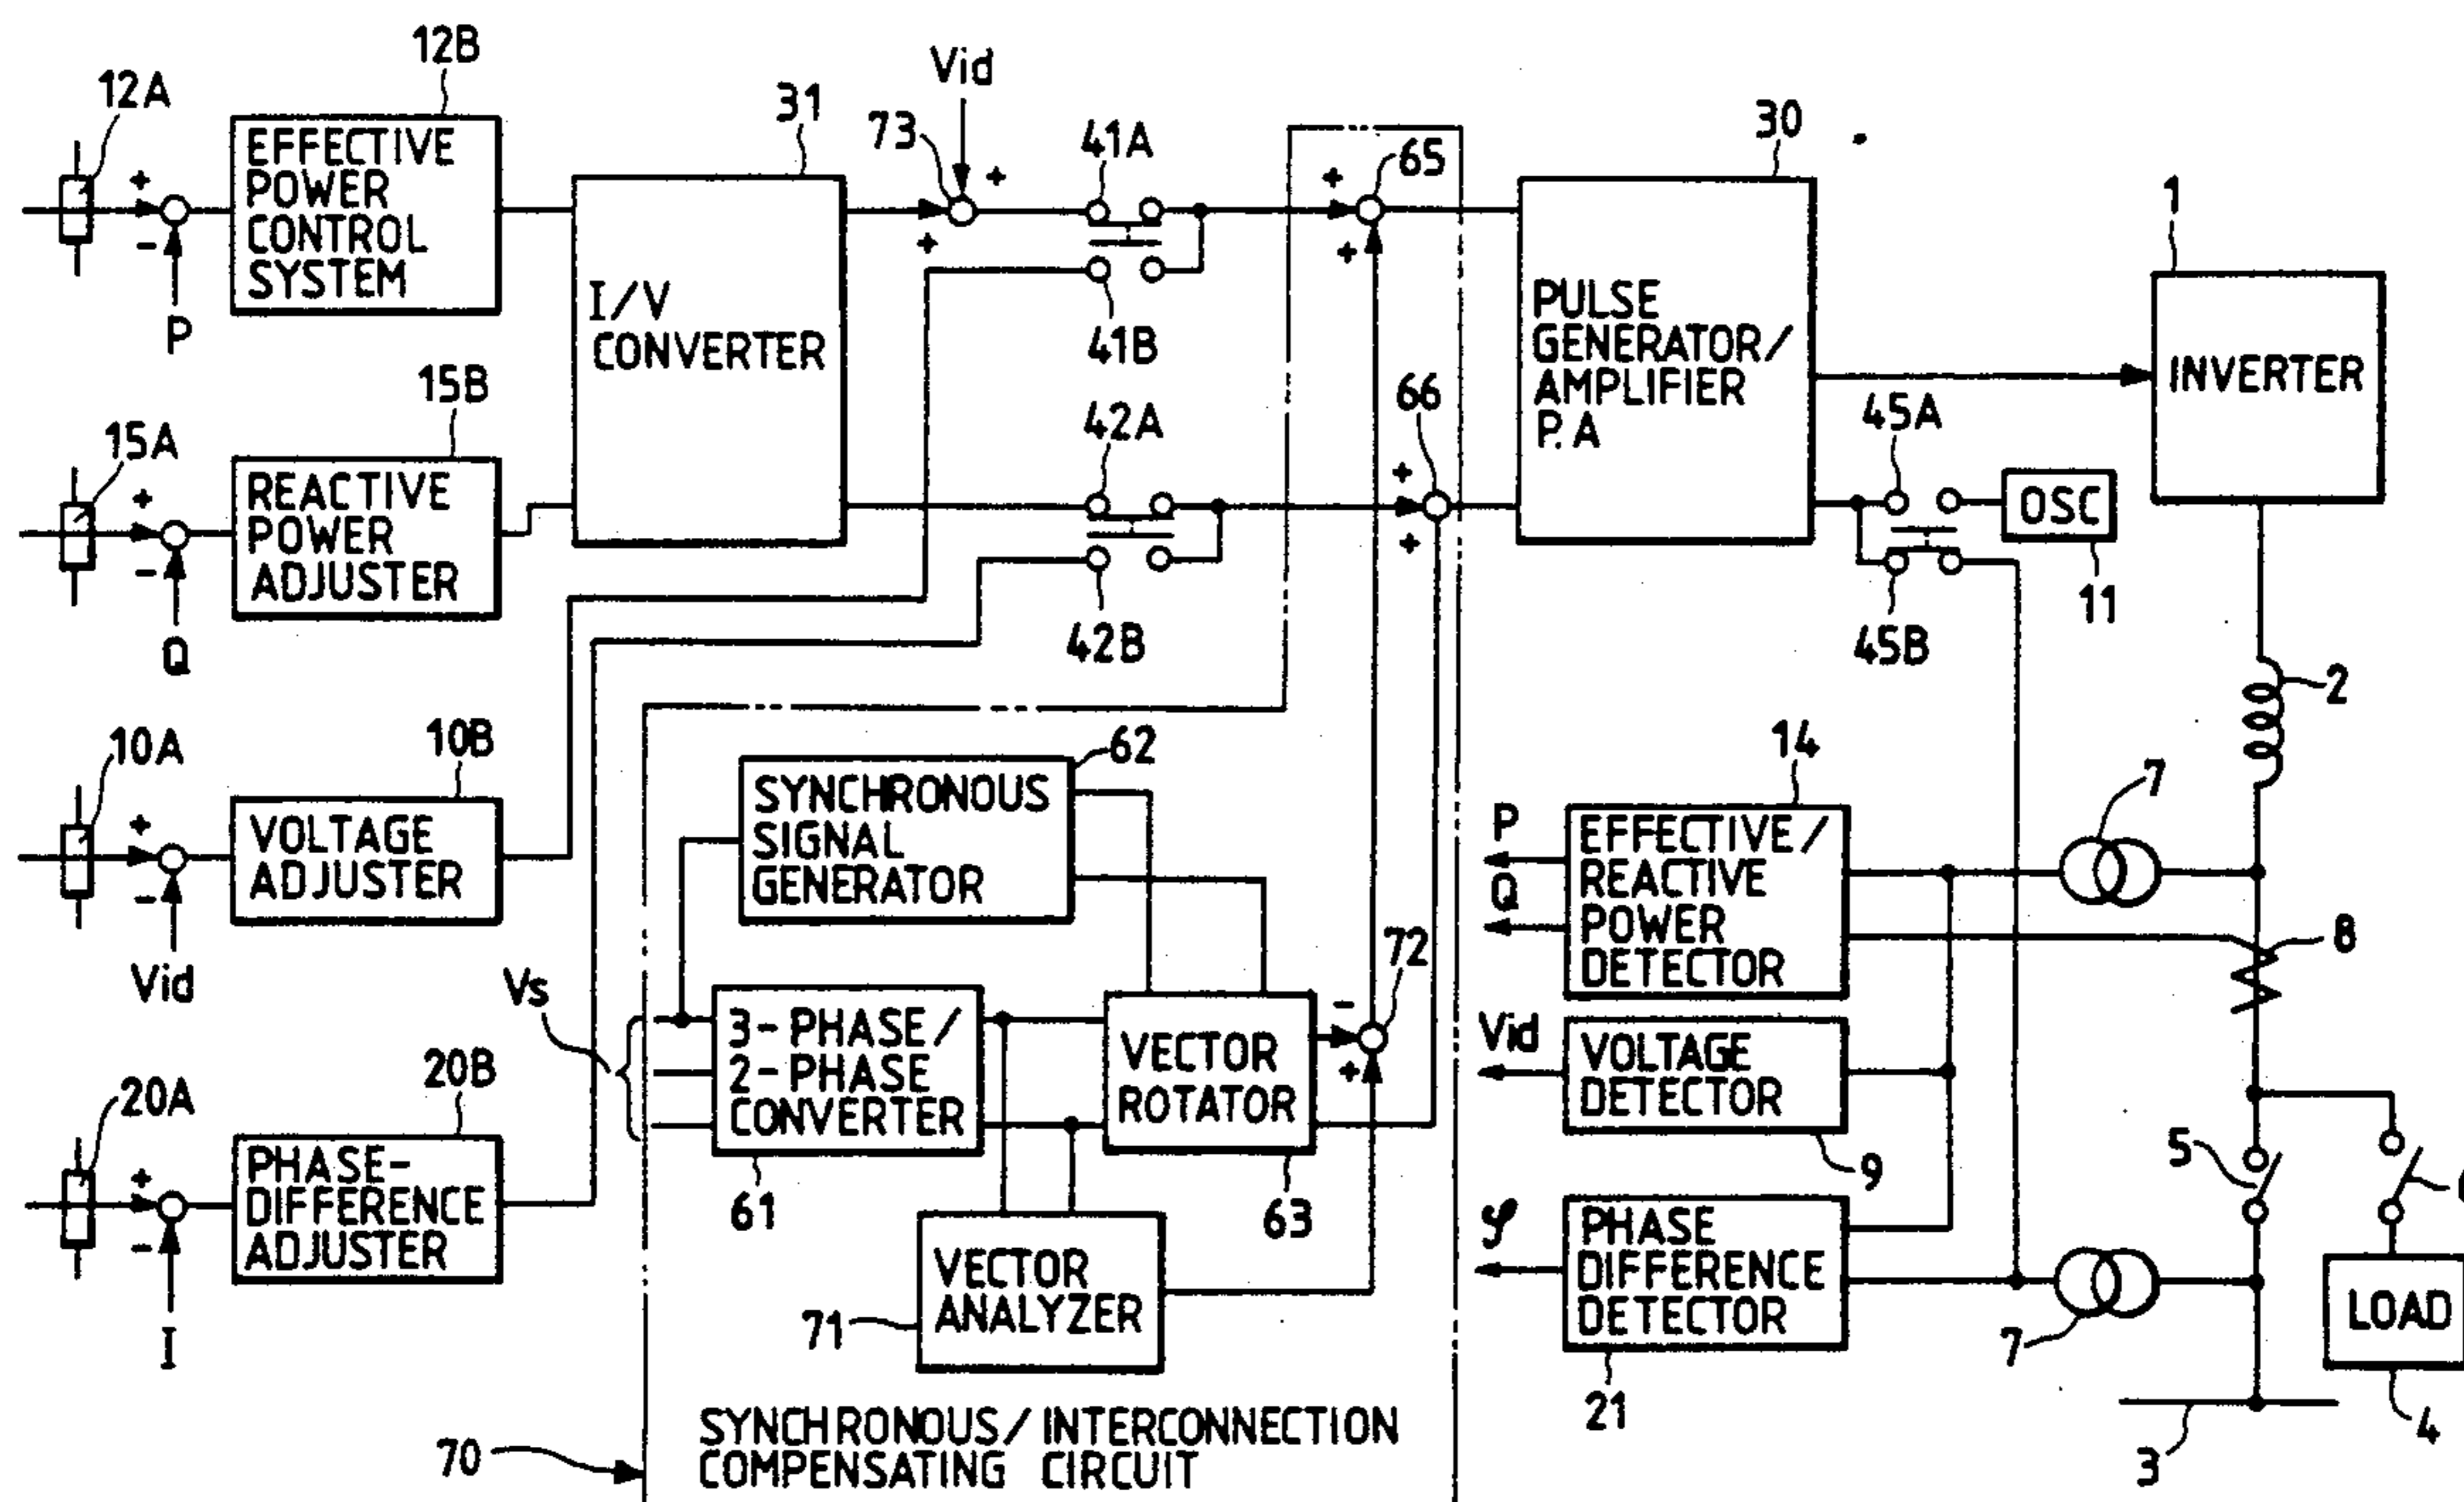 12A
12B
EFFECTIVE
POWER
CONTROL
SYSTEM
+
-
P
31
I/V
CONVERTER
Vid
73
+
+
41A
41B
65
+
+
30
PULSE
GENERATOR/
AMPLIFIER
P.A
1
INVERTER
15A
15B
REACTIVE
POWER
ADJUSTER
+
-
Q
42A
42B
66
+
+
45A
45B
OSC
11
2
10A
10B
VOLTAGE
ADJUSTER
+
-
Vid
62
SYNCHRONOUS
SIGNAL
GENERATOR
14
EFFECTIVE/
REACTIVE
POWER
DETECTOR
P
Q
7
8
20A
20B
PHASE-
DIFFERENCE
ADJUSTER
+
-
I
Vs
3-PHASE/
2-PHASE
CONVERTER
61
VECTOR
ROTATOR
63
-
+
72
Vid
VOLTAGE
DETECTOR
9
5
VECTOR
ANALYZER
71
φ
PHASE
DIFFERENCE
DETECTOR
21
7
LOAD
4
3
70
SYNCHRONOUS/INTERCONNECTION
COMPENSATING CIRCUIT